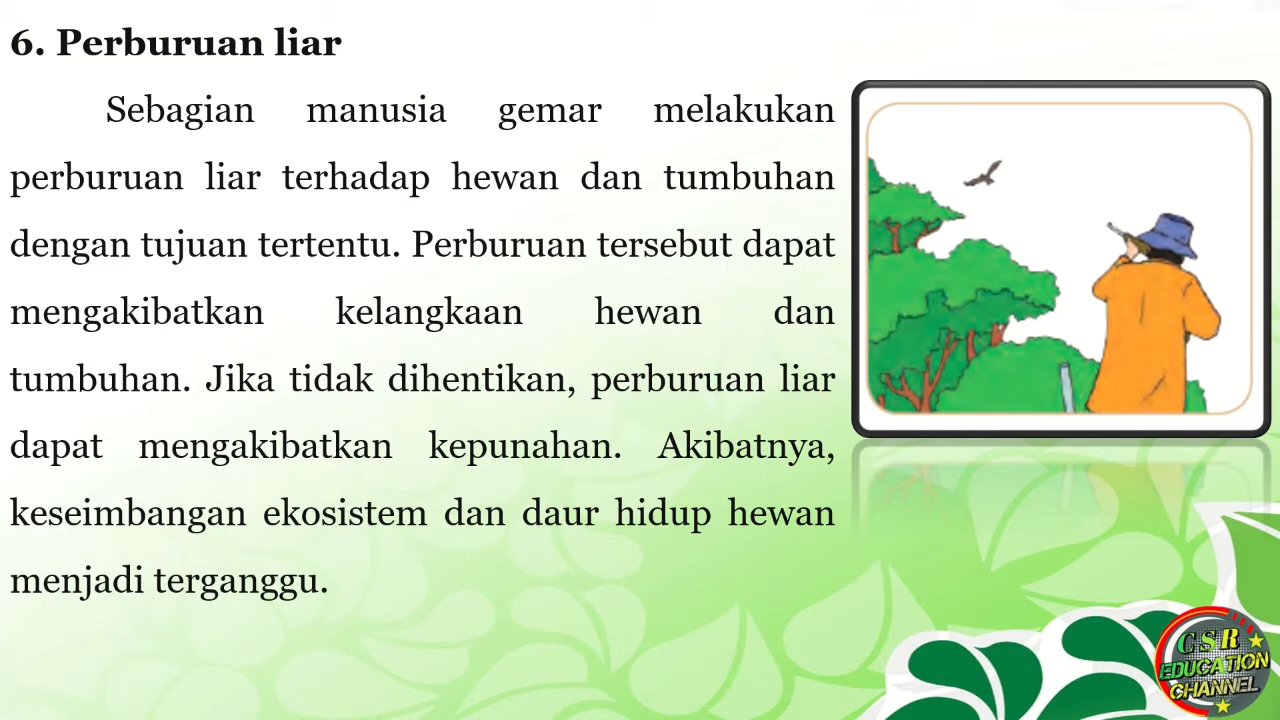 6. Perburuan liar
Sebagian manusia gemar melakukan
perburuan liar terhadap hewan dan tumbuhan
dengan tujuan tertentu. Perburuan tersebut dapat
mengakibatkan kelangkaan hewan dan
tumbuhan. Jika tidak dihentikan, perburuan liar
dapat mengakibatkan kepunahan. Akibatnya,
keseimbangan ekosistem dan daur hidup hewan
menjadi terganggu.
CSR
EDUCATION
CHANNEL